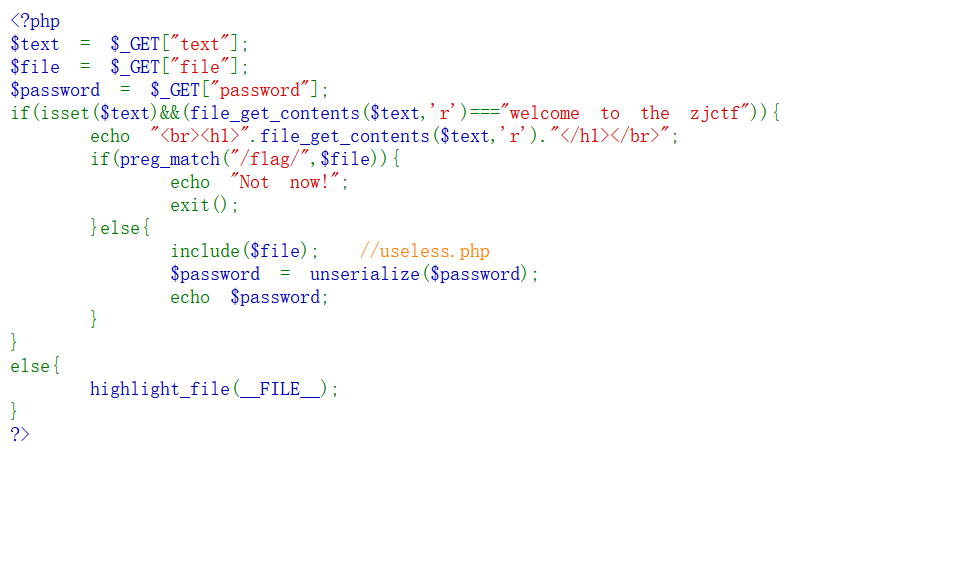 <?php
$text = $_GET["text"];
$file = $_GET["file"];
$password = $_GET["password"];
if(isset($text)&&(file_get_contents($text,'r')==="welcome to the zjctf")){
        echo "<br><h1>".file_get_contents($text,'r')."</h1></br>";
        if(preg_match("/flag/",$file)){
                echo "Not now!";
                exit();
        }else{
                include($file);    //useless.php
                $password = unserialize($password);
                echo $password;
        }
}
else{
        highlight_file(__FILE__);
}
?>